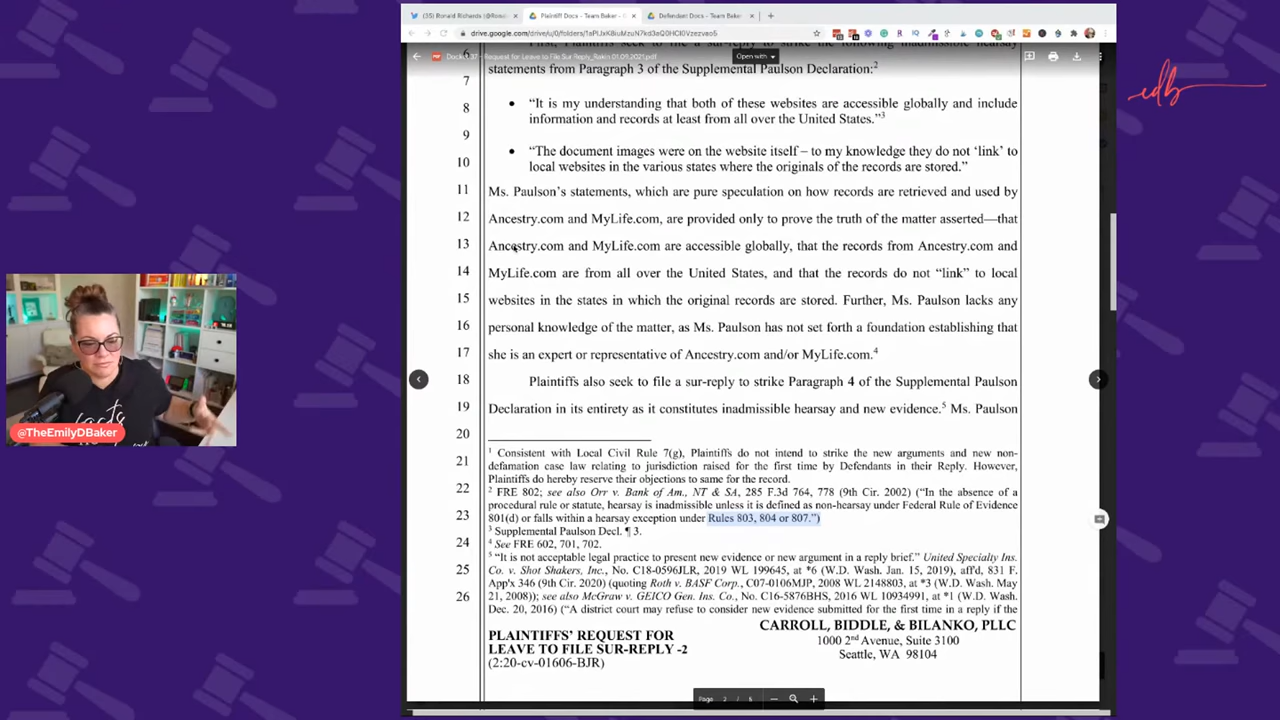 (35) Ronald Richards (@Ronal
Plaintiff Docs - Team Baker - G
Defendant Docs - Team Baker -
Open with
6
7 statements from Paragraph 3 of the Supplemental Paulson Declaration:2
8 • “It is my understanding that both of these websites are accessible globally and include
9 information and records at least from all over the United States.”3
10 • “The document images were on the website itself – to my knowledge they do not ‘link’ to
local websites in the various states where the originals of the records are stored.”
11 Ms. Paulson’s statements, which are pure speculation on how records are retrieved and used by
12 Ancestry.com and MyLife.com, are provided only to prove the truth of the matter asserted—that
13 Ancestry.com and MyLife.com are accessible globally, that the records from Ancestry.com and
14 MyLife.com are from all over the United States, and that the records do not “link” to local
15 websites in the states in which the original records are stored. Further, Ms. Paulson lacks any
16 personal knowledge of the matter, as Ms. Paulson has not set forth a foundation establishing that
17 she is an expert or representative of Ancestry.com and/or MyLife.com.4
18 Plaintiffs also seek to file a sur-reply to strike Paragraph 4 of the Supplemental Paulson
19 Declaration in its entirety as it constitutes inadmissible hearsay and new evidence.5 Ms. Paulson
20
1 Consistent with Local Civil Rule 7(g), Plaintiffs do not intend to strike the new arguments and new non-
21 defamation case law relating to jurisdiction raised for the first time by Defendants in their Reply. However,
Plaintiffs do hereby reserve their objections to same for the record.
22 2 FRE 802; see also Orr v. Bank of Am., NT & SA, 285 F.3d 764, 778 (9th Cir. 2002) (“In the absence of a
procedural rule or statute, hearsay is inadmissible unless it is defined as non-hearsay under Federal Rule of Evidence
23 801(d) or falls within a hearsay exception under Rules 803, 804 or 807.”)
3 Supplemental Paulson Decl. ¶ 3.
24 4 See FRE 602, 701, 702.
5 “It is not acceptable legal practice to present new evidence or new argument in a reply brief.” United Specialty Ins.
25 Co. v. Shot Shakers, Inc., No. C18-0596JLR, 2019 WL 199645, at *6 (W.D. Wash. Jan. 15, 2019), aff’d, 831 F.
App’x 346 (9th Cir. 2020) (quoting Roth v. BASF Corp., C07-0106MJP, 2008 WL 2148803, at *3 (W.D. Wash. May
26 21, 2008)); see also McGraw v. GEICO Gen. Ins. Co., No. C16-5876BHS, 2016 WL 10934991, at *1 (W.D. Wash.
Dec. 20, 2016) (“A district court may refuse to consider new evidence submitted for the first time in a reply if the
PLAINTIFFS’ REQUEST FOR
LEAVE TO FILE SUR-REPLY -2
(2:20-cv-01606-BJR)
CARROLL, BIDDLE, & BILANKO, PLLC
1000 2nd Avenue, Suite 3100
Seattle, WA 98104
Page 2 / 5
@TheEmilyDBaker
edb